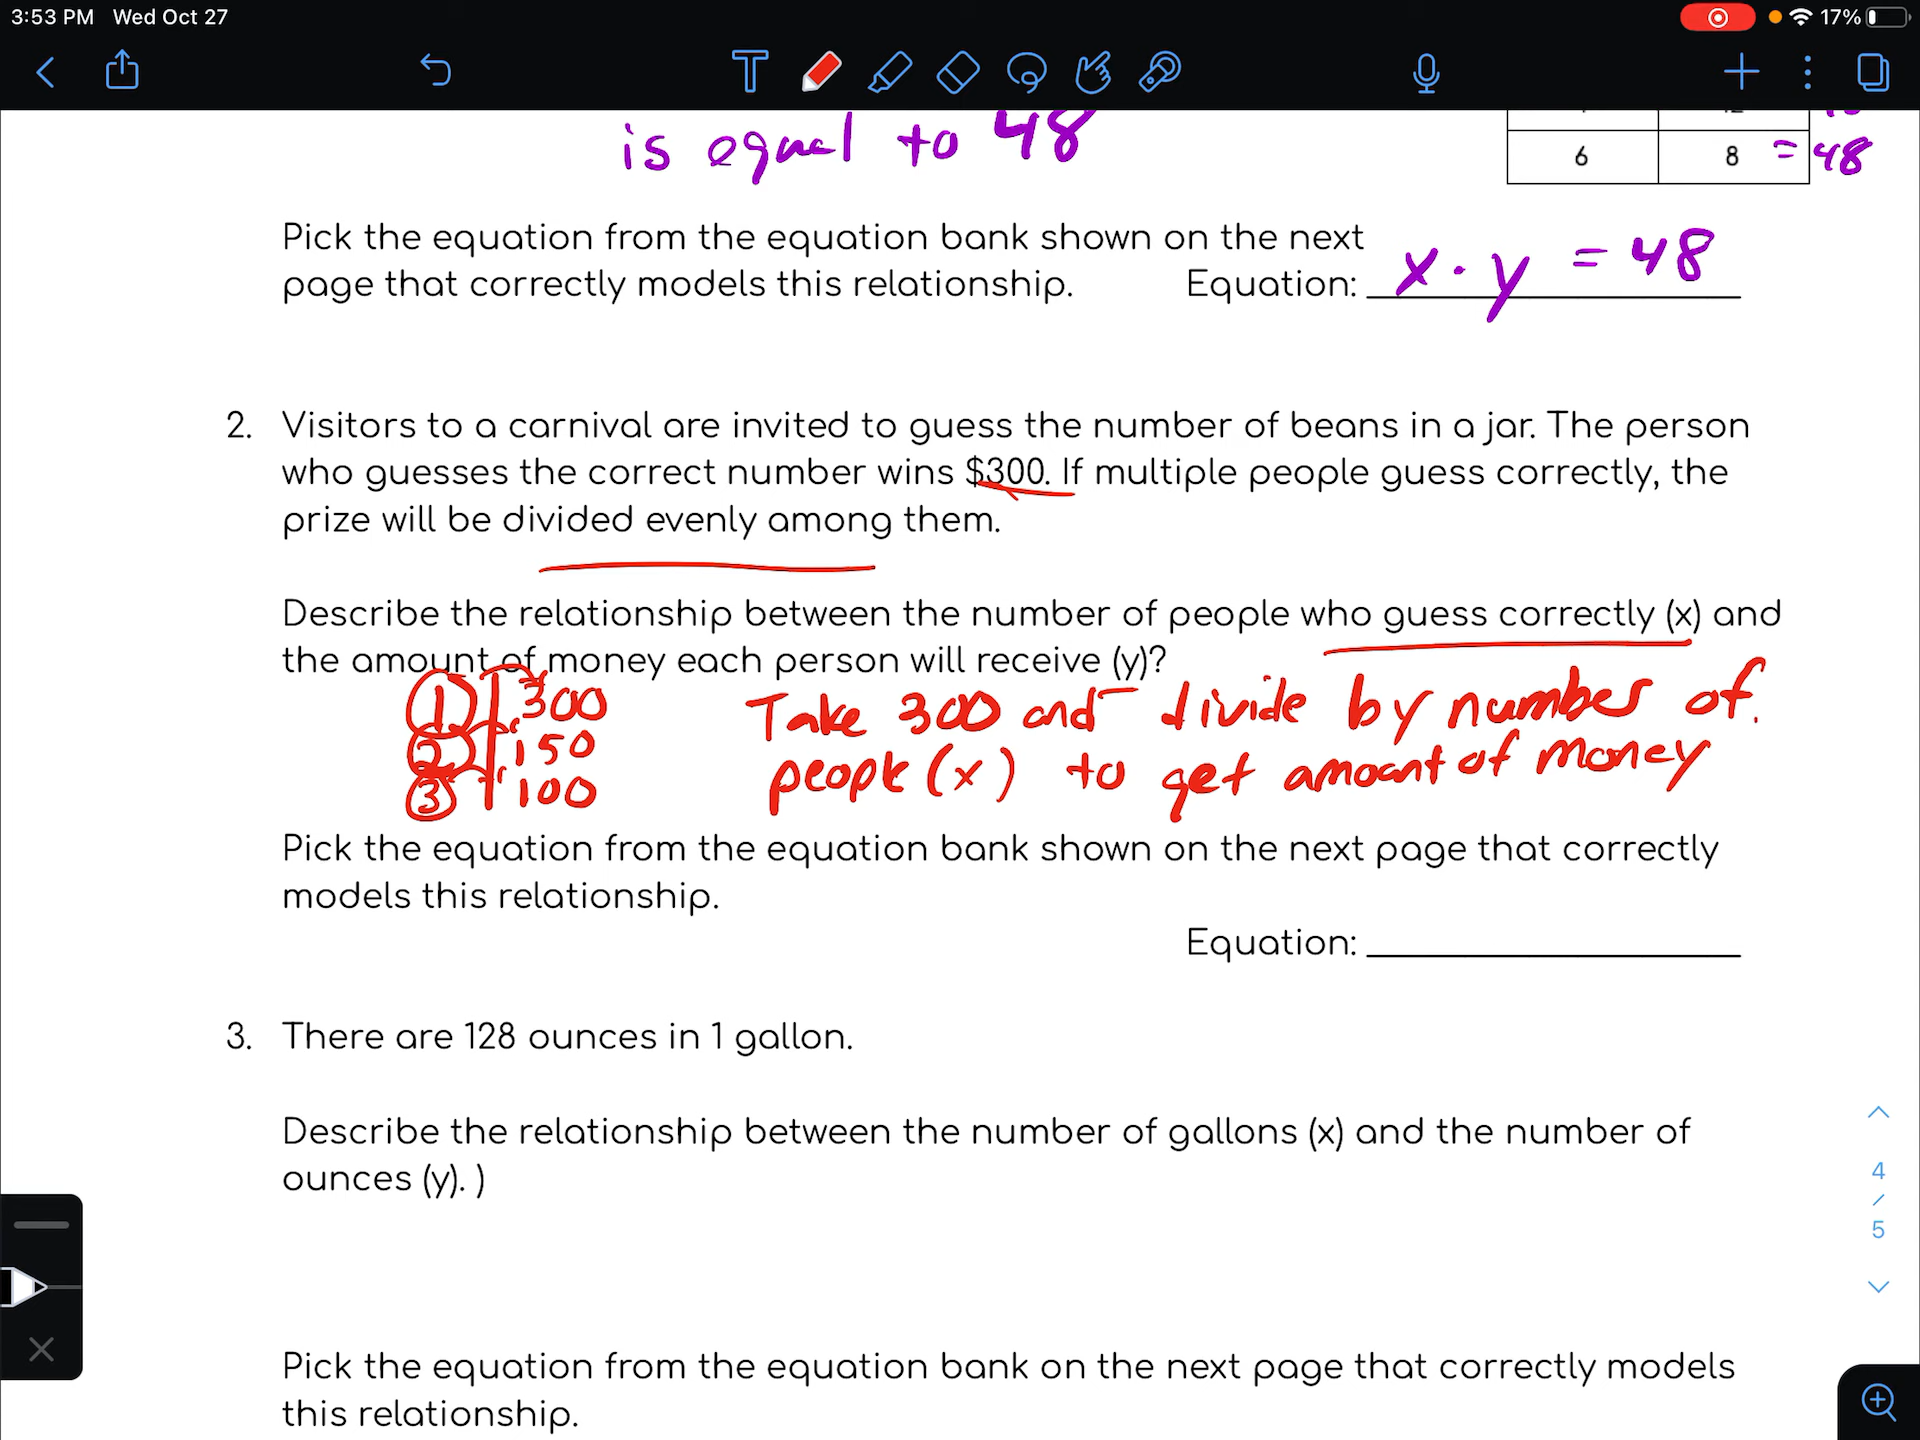 3:53 PM Wed Oct 27
17%
is equal to 48
6 8 = 48
Pick the equation from the equation bank shown on the next
page that correctly models this relationship. Equation: x · y = 48
2. Visitors to a carnival are invited to guess the number of beans in a jar. The person
who guesses the correct number wins $300. If multiple people guess correctly, the
prize will be divided evenly among them.
Describe the relationship between the number of people who guess correctly (x) and
the amount of money each person will receive (y)?
1 300
2 150
3 100
Take 300 and divide by number of.
people (x) to get amount of money
Pick the equation from the equation bank shown on the next page that correctly
models this relationship.
Equation:
3. There are 128 ounces in 1 gallon.
Describe the relationship between the number of gallons (x) and the number of
ounces (y). )
4
/
5
Pick the equation from the equation bank on the next page that correctly models
this relationship.